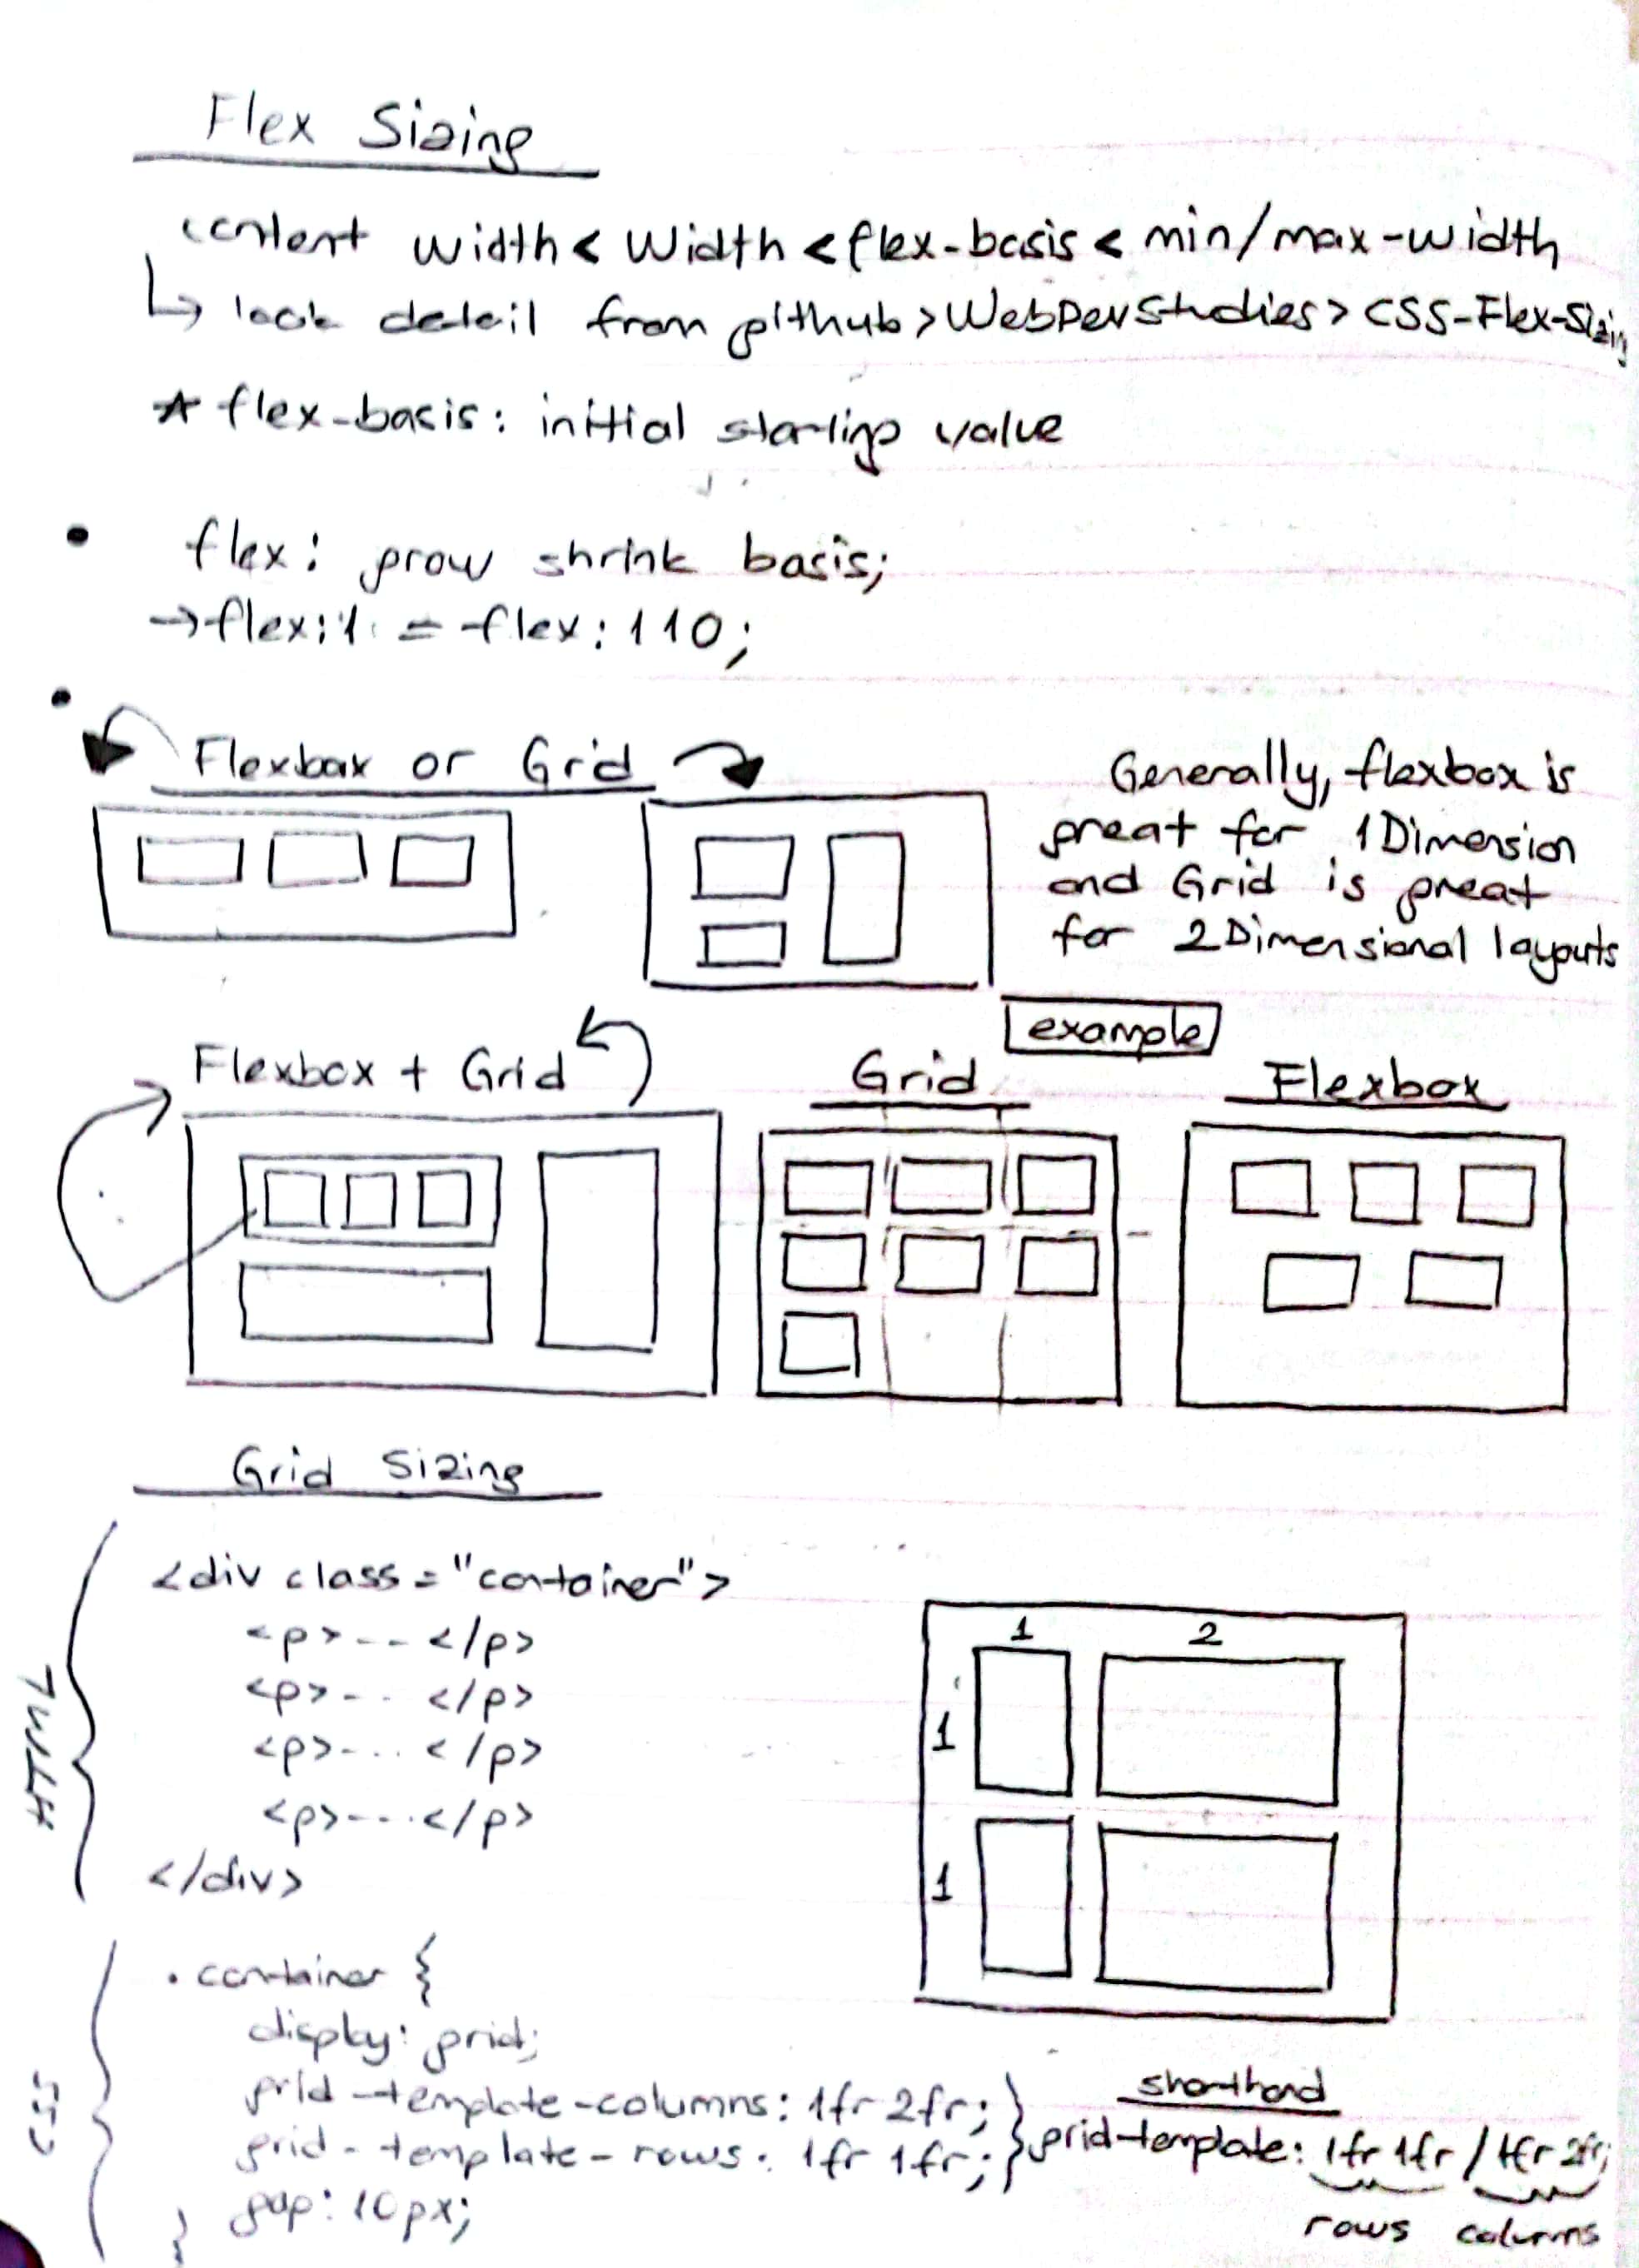 Flex Sizing
content width < Width < flex-basis < min/max-width
↳ look detail from github > WebDevStudies > CSS-Flex-Sizing
* flex-basis: initial starting value
• flex: grow shrink basis;
→ flex:1 = flex: 1 1 0;
• Flexbox or Grid
Generally, flexbox is
great for 1Dimension
and Grid is great
for 2Dimensional layouts
example
Flexbox + Grid
Grid
Flexbox
Grid Sizing
HTML
<div class="container">
<p>--- </p>
<p>--- </p>
<p>--- </p>
<p>--- </p>
</div>
1 2
1
1
CSS
.container {
display: grid;
grid-template-columns: 1fr 2fr;
grid-template-rows: 1fr 1fr;
gap: 10px;
}
shorthand
grid-template: 1fr 1fr / 1fr 2fr;
rows columns